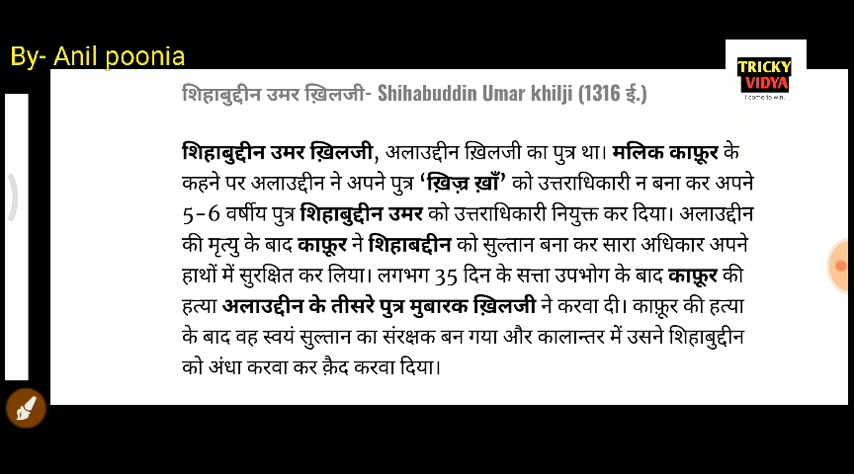 By- Anil poonia
TRICKY
VIDYA
I come to win.
शिहाबुद्दीन उमर ख़िलजी- Shihabuddin Umar khilji (1316 ई.)
शिहाबुद्दीन उमर ख़िलजी, अलाउद्दीन ख़िलजी का पुत्र था। मलिक काफ़ूर के
कहने पर अलाउद्दीन ने अपने पुत्र ‘ख़िज़्र ख़ाँ’ को उत्तराधिकारी न बना कर अपने
5-6 वर्षीय पुत्र शिहाबुद्दीन उमर को उत्तराधिकारी नियुक्त कर दिया। अलाउद्दीन
की मृत्यु के बाद काफ़ूर ने शिहाबद्दीन को सुल्तान बना कर सारा अधिकार अपने
हाथों में सुरक्षित कर लिया। लगभग 35 दिन के सत्ता उपभोग के बाद काफ़ूर की
हत्या अलाउद्दीन के तीसरे पुत्र मुबारक ख़िलजी ने करवा दी। काफ़ूर की हत्या
के बाद वह स्वयं सुल्तान का संरक्षक बन गया और कालान्तर में उसने शिहाबुद्दीन
को अंधा करवा कर क़ैद करवा दिया।